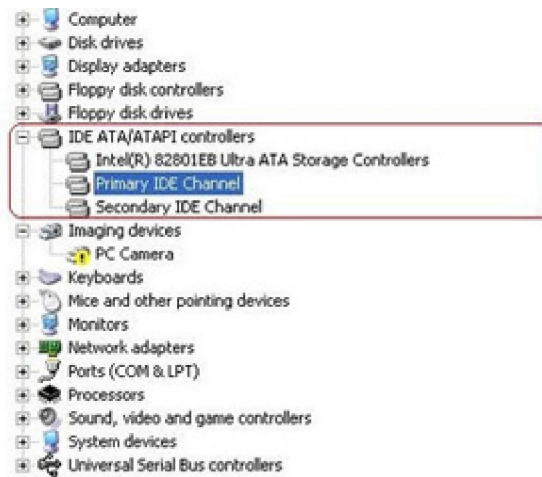 Computer
Disk drives
Display adapters
Floppy disk controllers
Floppy disk drives
IDE ATA/ATAPI controllers
Intel(R) 82801EB Ultra ATA Storage Controllers
Primary IDE Channel
Secondary IDE Channel
Imaging devices
PC Camera
Keyboards
Mice and other pointing devices
Monitors
Network adapters
Ports (COM & LPT)
Processors
Sound, video and game controllers
System devices
Universal Serial Bus controllers